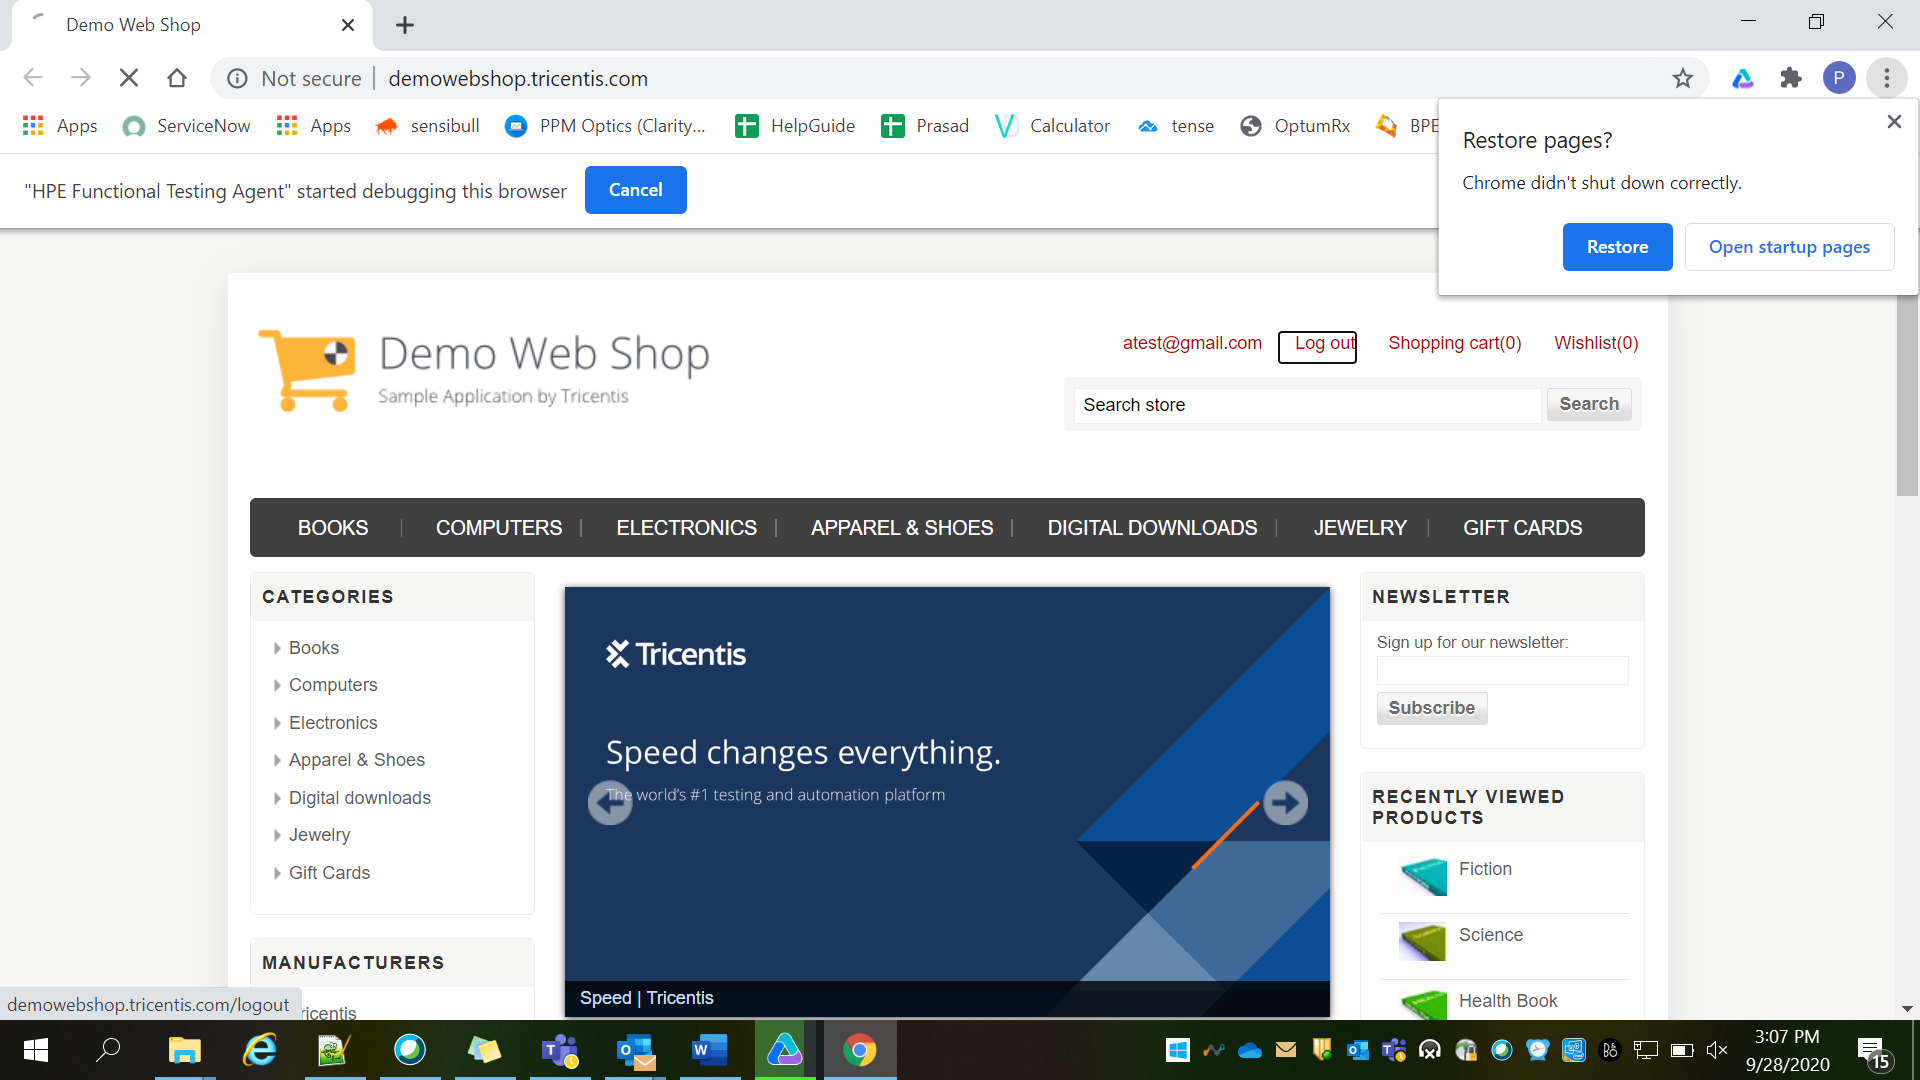 Demo Web Shop
Not secure
demowebshop.tricentis.com
P
Apps
ServiceNow
Apps
sensibull
PPM Optics (Clarity...
HelpGuide
Prasad
Calculator
tense
OptumRx
BPE
"HPE Functional Testing Agent" started debugging this browser
Cancel
Restore pages?
Chrome didn't shut down correctly.
Restore
Open startup pages
Demo Web Shop
Sample Application by Tricentis
atest@gmail.com
Log out
Shopping cart(0)
Wishlist(0)
Search store
Search
BOOKS
COMPUTERS
ELECTRONICS
APPAREL & SHOES
DIGITAL DOWNLOADS
JEWELRY
GIFT CARDS
CATEGORIES
Books
Computers
Electronics
Apparel & Shoes
Digital downloads
Jewelry
Gift Cards
MANUFACTURERS
ricentis
Tricentis
Speed changes everything.
The world's #1 testing and automation platform
Speed | Tricentis
NEWSLETTER
Sign up for our newsletter:
Subscribe
RECENTLY VIEWED
PRODUCTS
Fiction
Science
Health Book
demowebshop.tricentis.com/logout
3:07 PM
9/28/2020
15